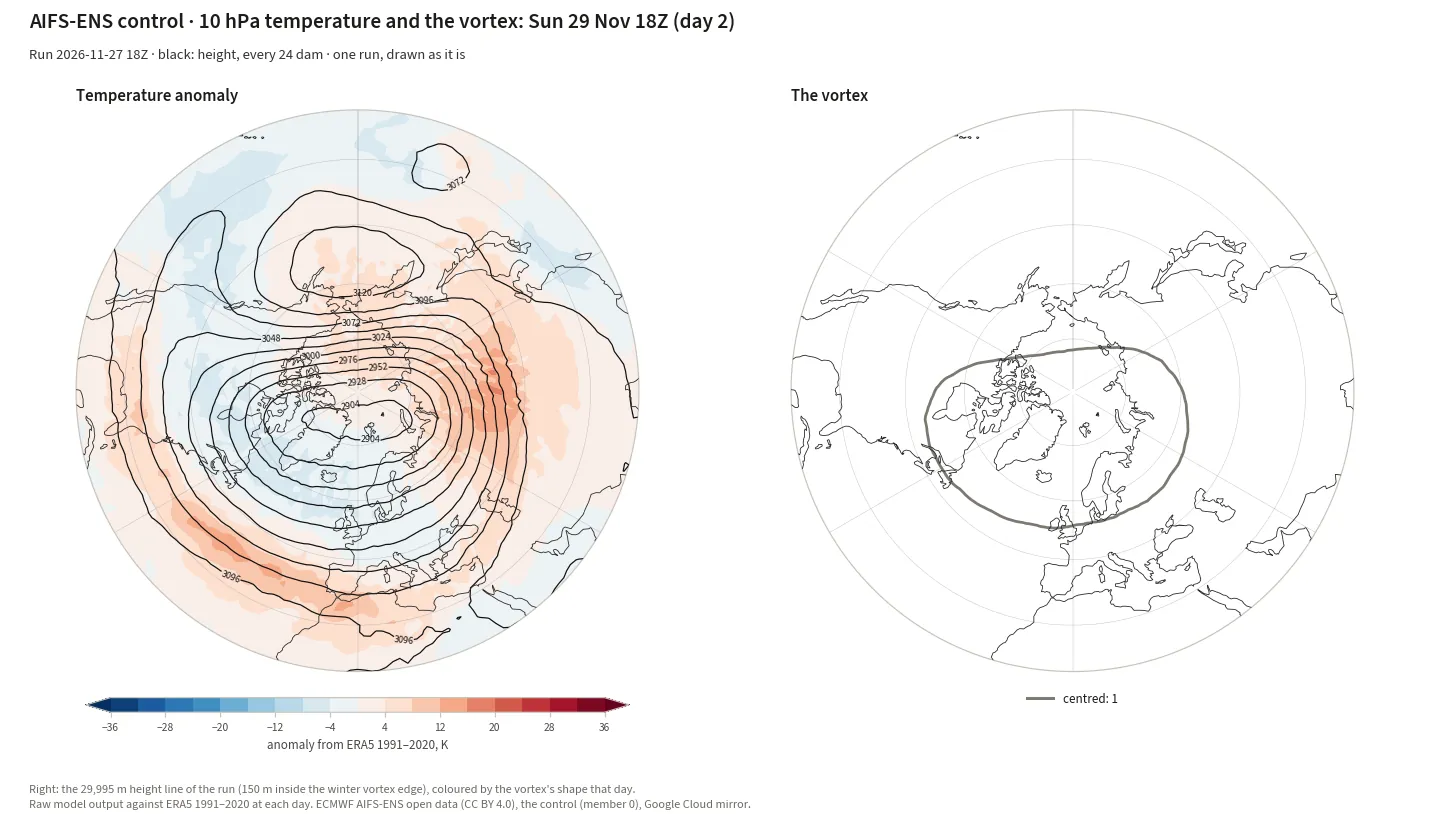 AIFS-ENS control · 10 hPa temperature and the vortex: Sun 29 Nov 18Z (day 2)
Run 2026-11-27 18Z · black: height, every 24 dam · one run, drawn as it is
Temperature anomaly
The vortex
3072
3120
3096
3072
3048
3024
3000
2976
2952
2928
2904
2904
3096
3096
−36 −28 −20 −12 −4 4 12 20 28 36
anomaly from ERA5 1991–2020, K
centred: 1
Right: the 29,995 m height line of the run (150 m inside the winter vortex edge), coloured by the vortex's shape that day.
Raw model output against ERA5 1991–2020 at each day. ECMWF AIFS-ENS open data (CC BY 4.0), the control (member 0), Google Cloud mirror.